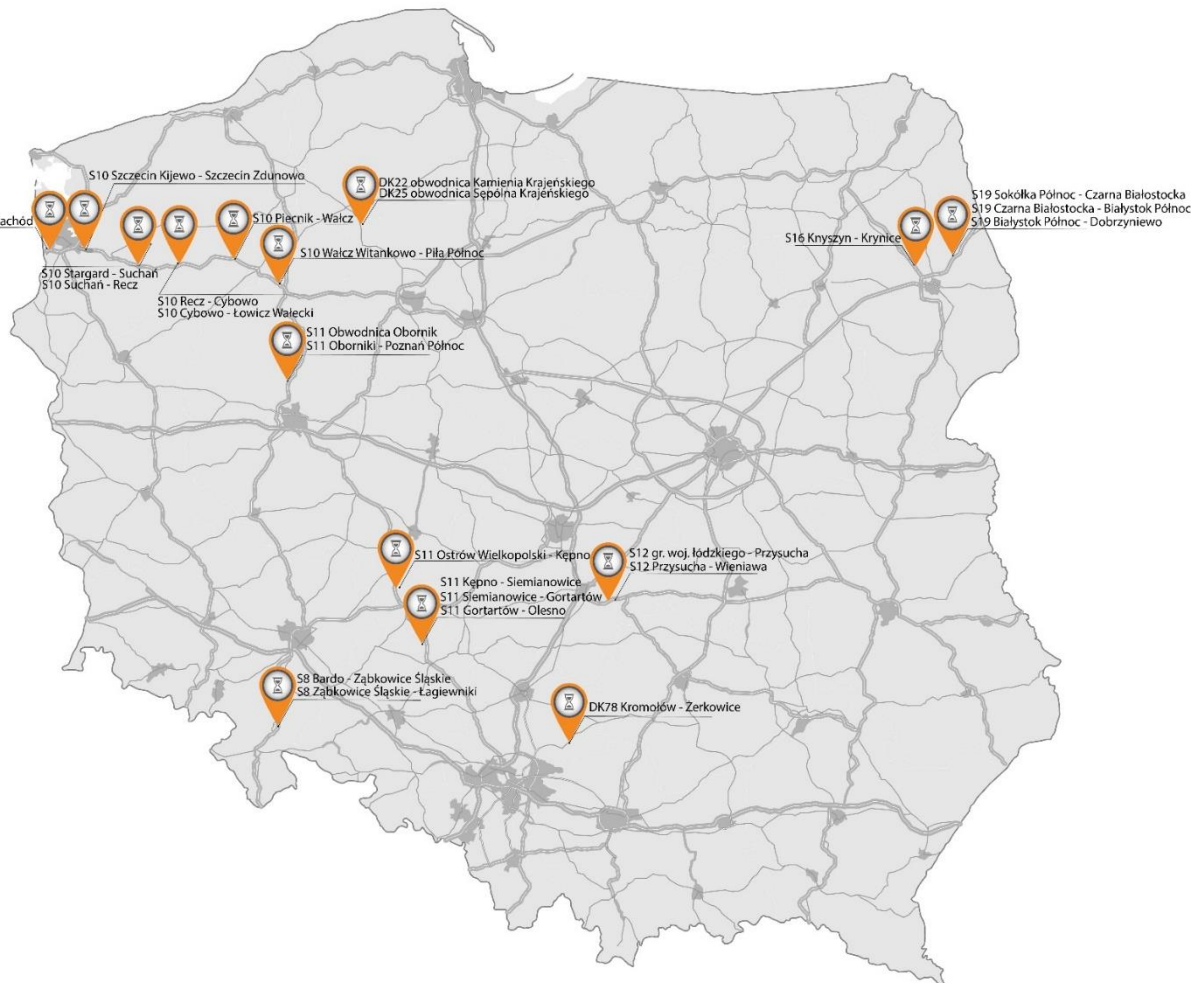 S10 Szczecin Kijewo - Szczecin Zdunowo
DK22 obwodnica Kamienia Krajeńskiego
DK25 obwodnica Sępólna Krajeńskiego
S10 Piecnik - Wałcz
S10 Wałcz Witankowo - Piła Północ
S10 Stargard - Suchań
S10 Suchań - Recz
S10 Recz - Cybowo
S10 Cybowo - Łowicz Wałecki
S19 Sokółka Północ - Czarna Białostocka
S19 Czarna Białostocka - Białystok Północ
S19 Białystok Północ - Dobrzyniewo
S16 Knyszyn - Krynice
S11 Obwodnica Obornik
S11 Oborniki - Poznań Północ
S11 Ostrów Wielkopolski - Kępno
S12 gr. woj. łódzkiego - Przysucha
S12 Przysucha - Wieniawa
S11 Kępno - Siemianowice
S11 Siemianowice - Gortartów
S11 Gortartów - Olesno
S8 Bardo - Ząbkowice Śląskie
S8 Ząbkowice Śląskie - Łagiewniki
DK78 Kromołów - Żerkowice